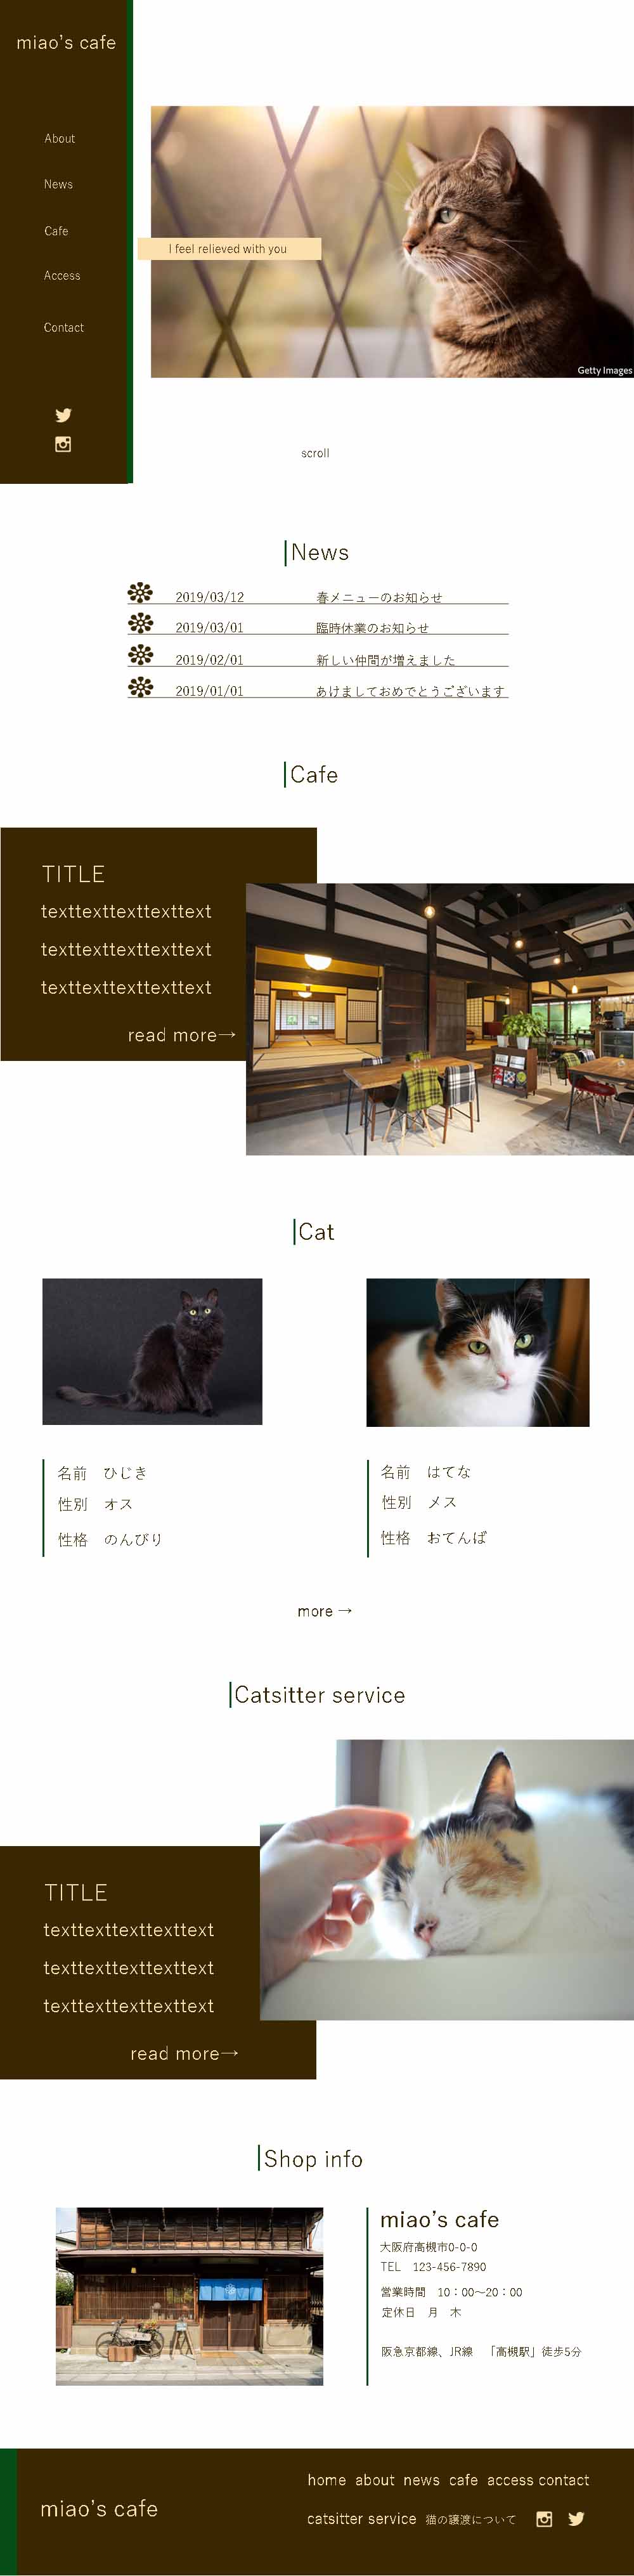 miao's cafe
About
News
Cafe
Access
Contact
I feel relieved with you
Getty Images
scroll
News
2019/03/12 春メニューのお知らせ
2019/03/01 臨時休業のお知らせ
2019/02/01 新しい仲間が増えました
2019/01/01 あけましておめでとうございます
Cafe
TITLE
texttexttexttexttext
texttexttexttexttext
texttexttexttexttext
read more→
Cat
名前 ひじき
性別 オス
性格 のんびり
名前 はてな
性別 メス
性格 おてんば
more →
Catsitter service
TITLE
texttexttexttexttext
texttexttexttexttext
texttexttexttexttext
read more→
Shop info
miao's cafe
大阪府高槻市0-0-0
TEL 123-456-7890
営業時間 10：00～20：00
定休日 月 木
阪急京都線、JR線 「高槻駅」徒歩5分
miao's cafe
home about news cafe access contact
catsitter service 猫の譲渡について